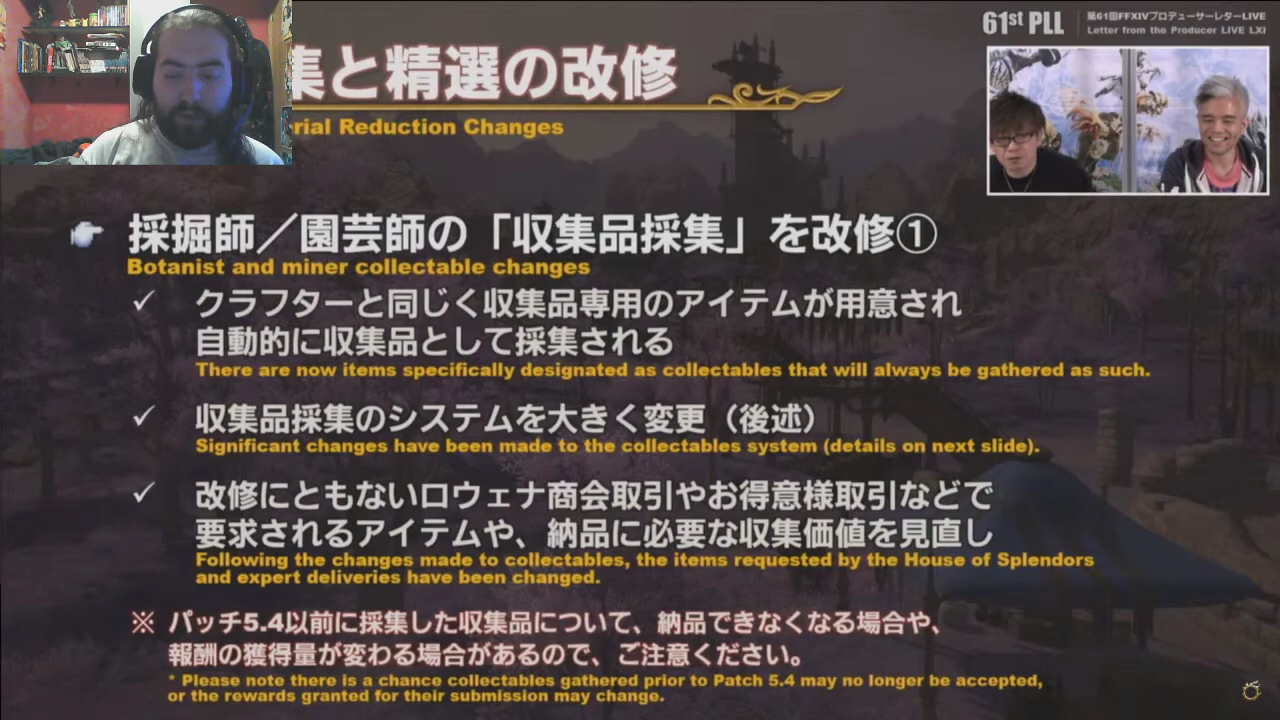 61st PLL
第61回FFXIVプロデューサーレターLIVE
Letter from the Producer LIVE LXI
集と精選の改修
rial Reduction Changes
採掘師／園芸師の「収集品採集」を改修①
Botanist and miner collectable changes
✓ クラフターと同じく収集品専用のアイテムが用意され
自動的に収集品として採集される
There are now items specifically designated as collectables that will always be gathered as such.
✓ 収集品採集のシステムを大きく変更（後述）
Significant changes have been made to the collectables system (details on next slide).
✓ 改修にともないロウェナ商会取引やお得意様取引などで
要求されるアイテムや、納品に必要な収集価値を見直し
Following the changes made to collectables, the items requested by the House of Splendors
and expert deliveries have been changed.
※ パッチ5.4以前に採集した収集品について、納品できなくなる場合や、
報酬の獲得量が変わる場合があるので、ご注意ください。
* Please note there is a chance collectables gathered prior to Patch 5.4 may no longer be accepted,
or the rewards granted for their submission may change.